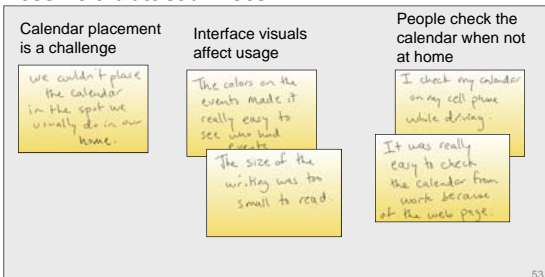 Calendar placement
is a challenge
we couldn't place
the calendar
in the spot we
usually do in our
home.
Interface visuals
affect usage
The colors on the
events made it
really easy to
see who had
events
The size of the
writing was too
small to read.
People check the
calendar when not
at home
I check my calendar
on my cell phone
while driving.
It was really
easy to check
the calendar from
work because
of the web page.
53